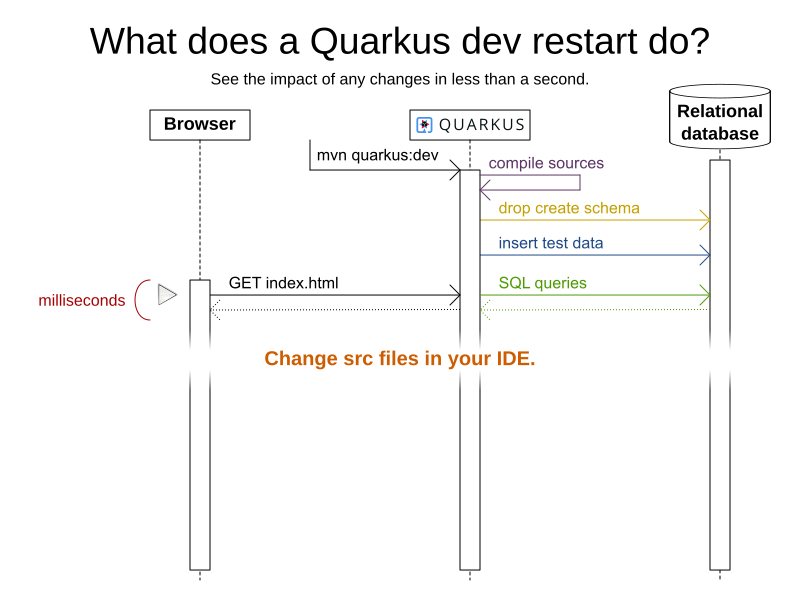 What does a Quarkus dev restart do?
See the impact of any changes in less than a second.
Browser
QUARKUS
Relational
database
mvn quarkus:dev
compile sources
drop create schema
insert test data
GET index.html
SQL queries
milliseconds
Change src files in your IDE.